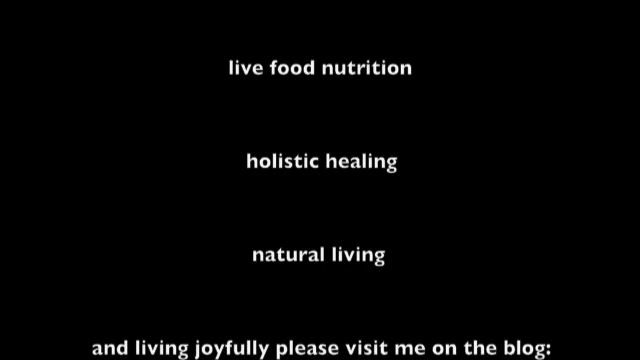 live food nutrition
holistic healing
natural living
and living joyfully please visit me on the blog: